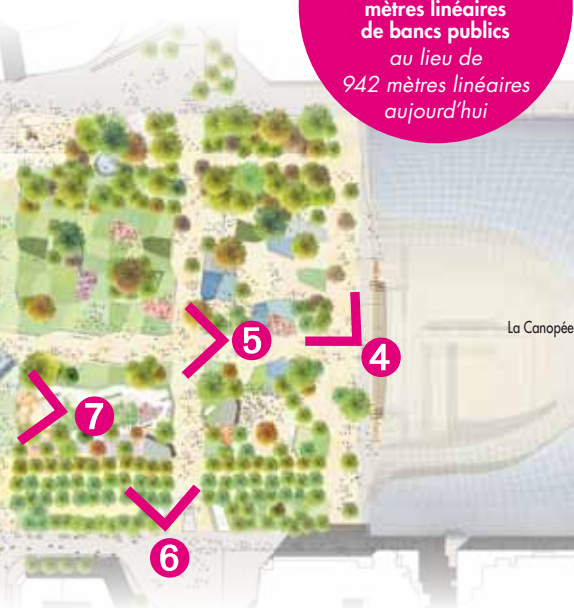 mètres linéaires
de bancs publics
au lieu de
942 mètres linéaires
aujourd'hui
La Canopée
5
4
7
6